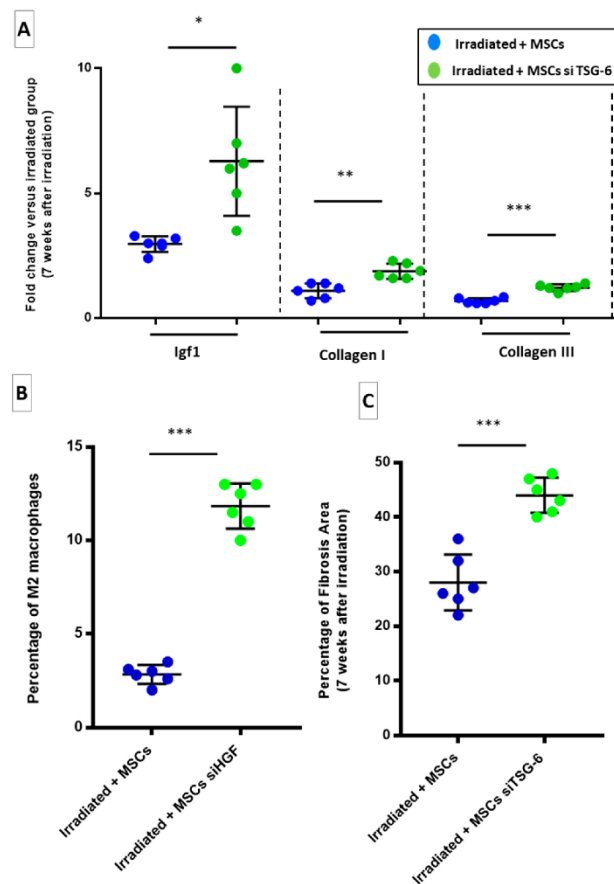 A
Irradiated + MSCs
Irradiated + MSCs si TSG-6
Fold change versus irradiated group
(7 weeks after irradiation)
10
5
0
*
**
***
Igf1
Collagen I
Collagen III
B
***
Percentage of M2 macrophages
15
10
5
0
Irradiated + MSCs
Irradiated + MSCs siHGF
C
***
Percentage of Fibrosis Area
(7 weeks after irradiation)
50
40
30
20
10
0
Irradiated + MSCs
Irradiated + MSCs siTSG-6